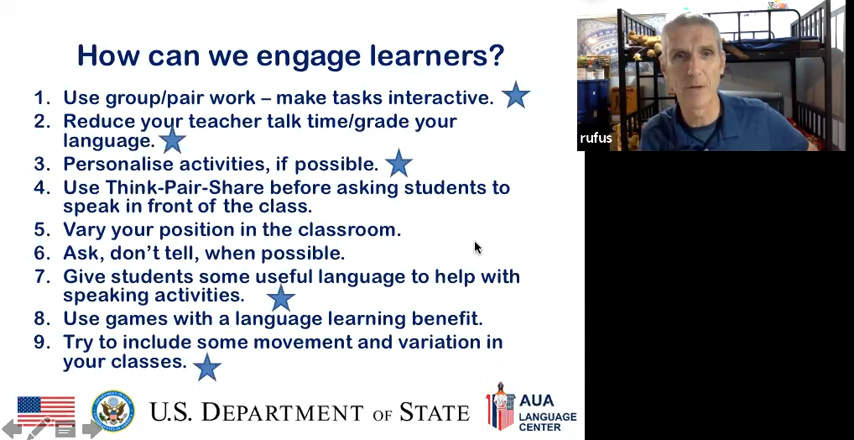 How can we engage learners?
1. Use group/pair work – make tasks interactive.
2. Reduce your teacher talk time/grade your
language.
3. Personalise activities, if possible.
4. Use Think-Pair-Share before asking students to
speak in front of the class.
5. Vary your position in the classroom.
6. Ask, don’t tell, when possible.
7. Give students some useful language to help with
speaking activities.
8. Use games with a language learning benefit.
9. Try to include some movement and variation in
your classes.
U.S. DEPARTMENT OF STATE
AUA
LANGUAGE
CENTER
rufus